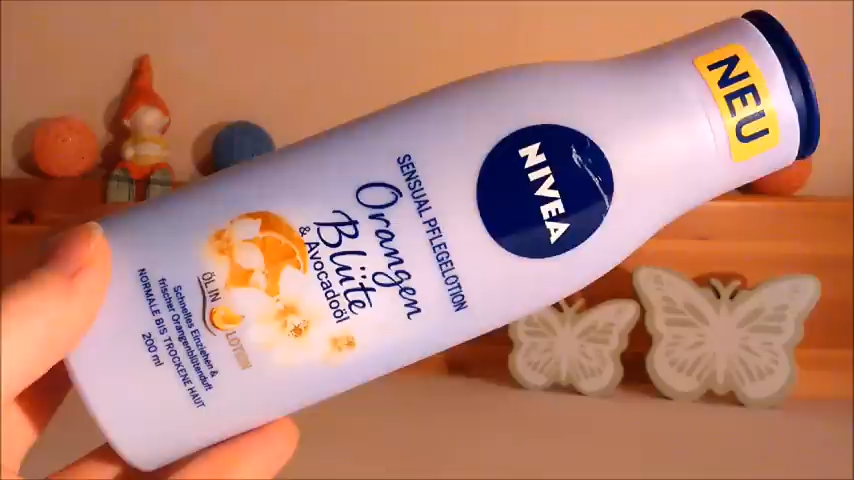 NEU
NIVEA
SENSUAL PFLEGELOTION
Orangen
Blüte
& Avocadoöl
ÖL IN
LOTION
Schnelles Einziehen &
frischer Orangenblütenduft
NORMALE BIS TROCKENE HAUT
200 ml